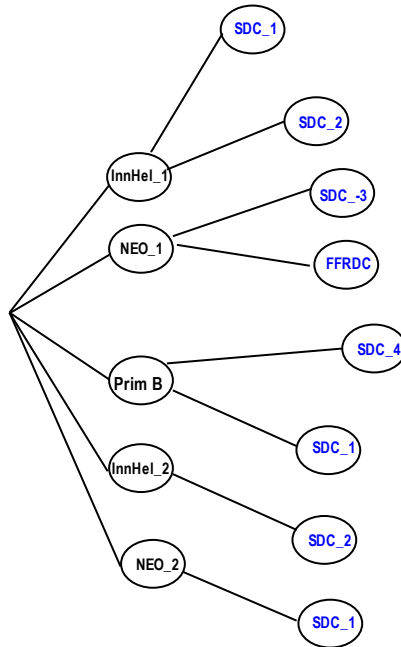 SDC_1
SDC_2
InnHel_1
SDC_-3
NEO_1
FFRDC
SDC_4
Prim B
SDC_1
InnHel_2
SDC_2
NEO_2
SDC_1